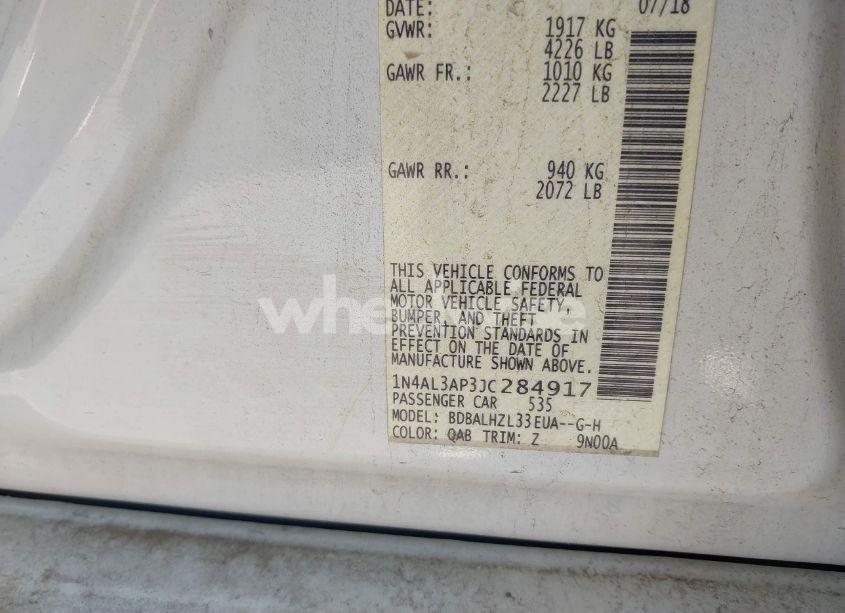 DATE: 07/18
GVWR: 1917 KG
4226 LB
GAWR FR.: 1010 KG
2227 LB
GAWR RR.: 940 KG
2072 LB
THIS VEHICLE CONFORMS TO
ALL APPLICABLE FEDERAL
MOTOR VEHICLE SAFETY,
BUMPER, AND THEFT
PREVENTION STANDARDS IN
EFFECT ON THE DATE OF
MANUFACTURE SHOWN ABOVE.
1N4AL3AP3JC284917
PASSENGER CAR 535
MODEL: BDBALHZL33EUA--G-H
COLOR: QAB TRIM: Z 9N00A